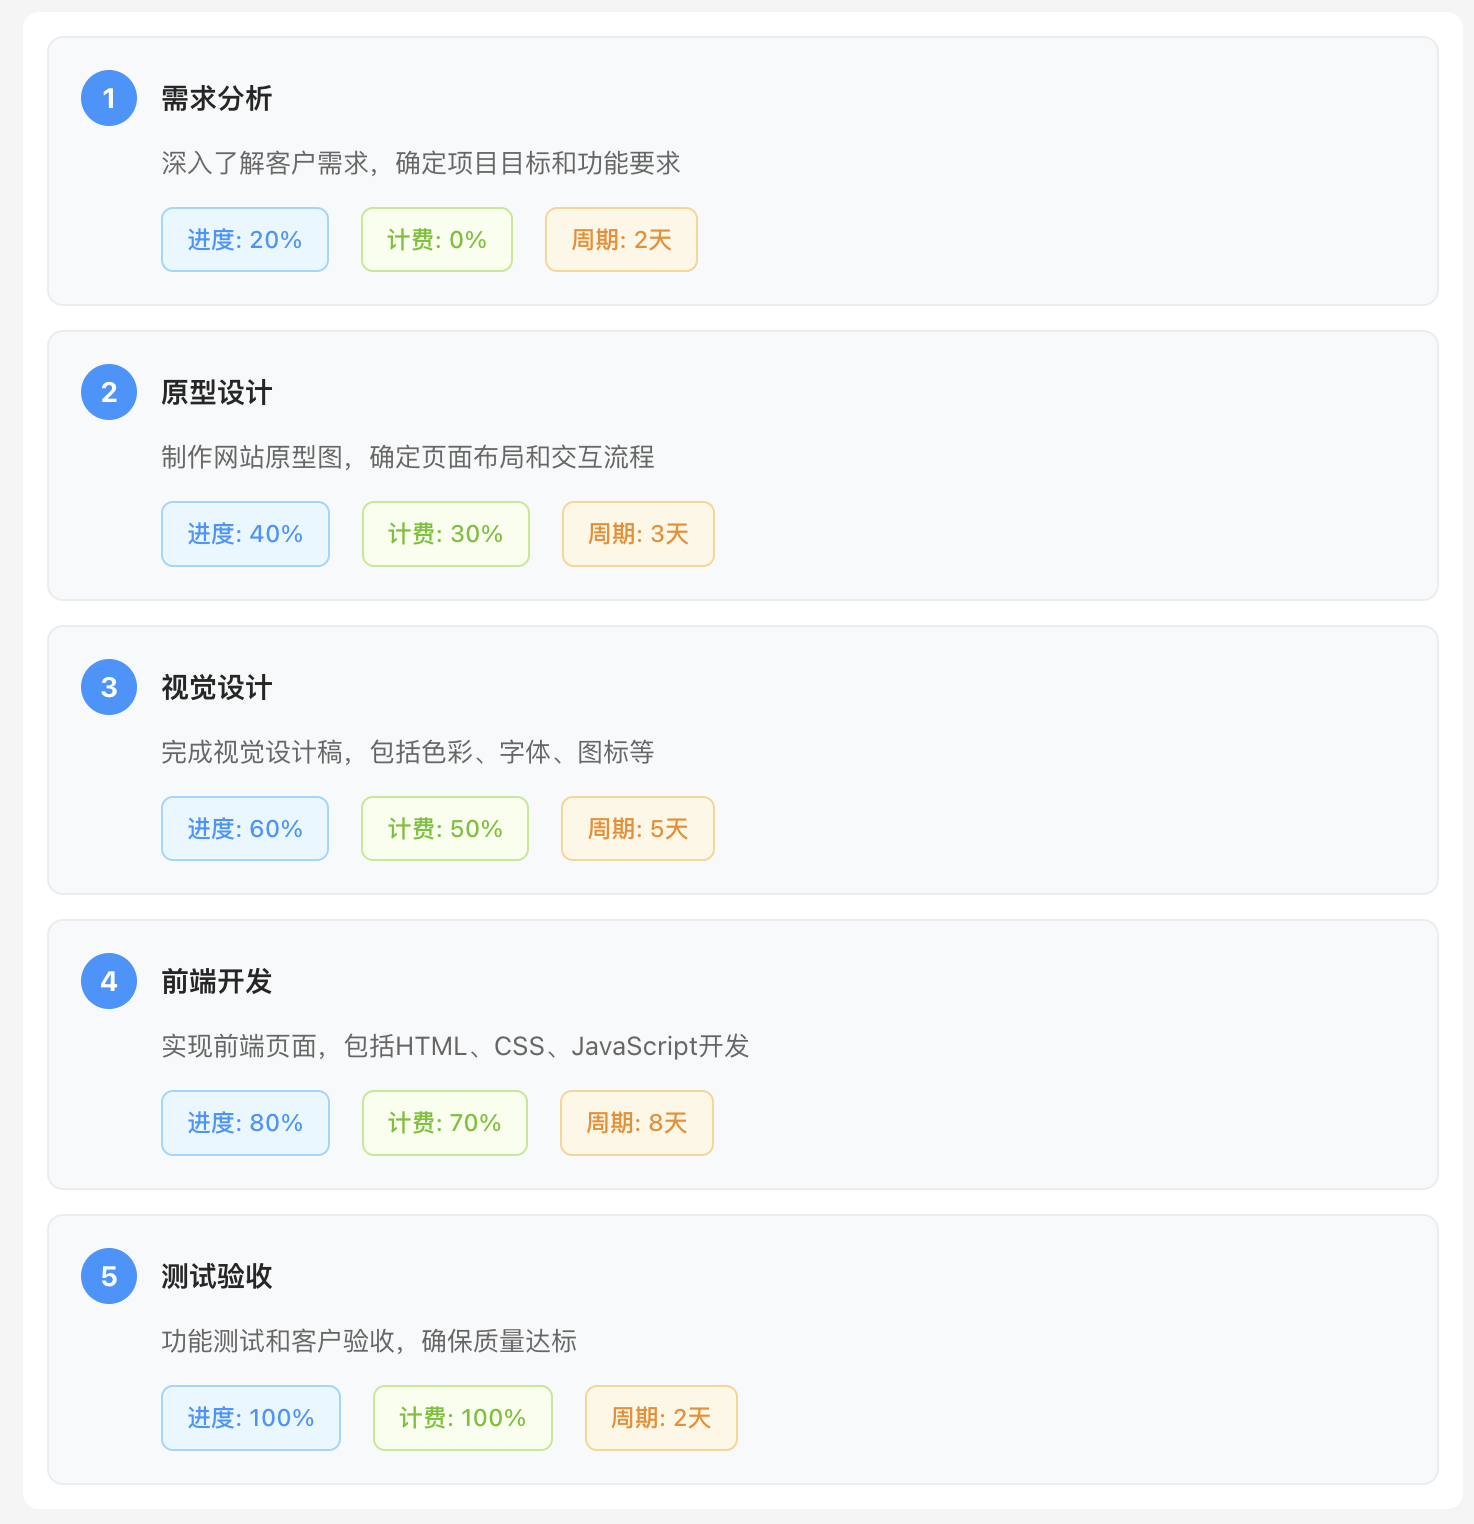 1 需求分析
深入了解客户需求，确定项目目标和功能要求
进度: 20% 计费: 0% 周期: 2天
2 原型设计
制作网站原型图，确定页面布局和交互流程
进度: 40% 计费: 30% 周期: 3天
3 视觉设计
完成视觉设计稿，包括色彩、字体、图标等
进度: 60% 计费: 50% 周期: 5天
4 前端开发
实现前端页面，包括HTML、CSS、JavaScript开发
进度: 80% 计费: 70% 周期: 8天
5 测试验收
功能测试和客户验收，确保质量达标
进度: 100% 计费: 100% 周期: 2天